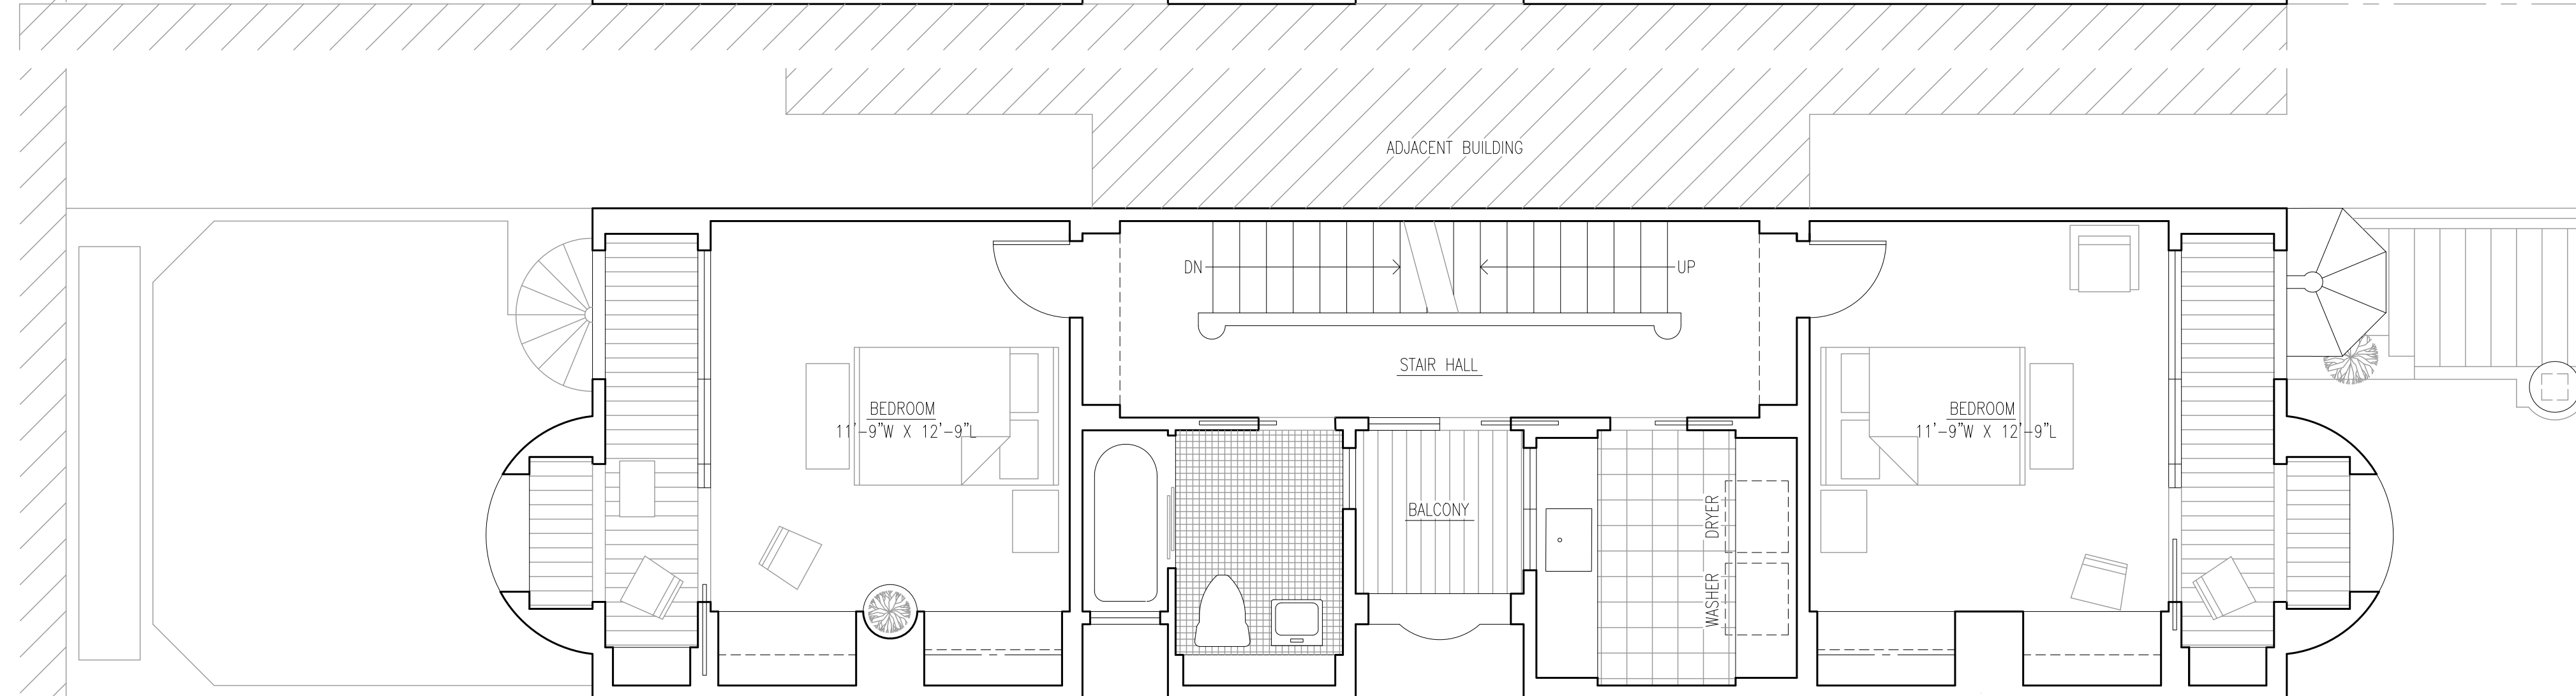 ADJACENT BUILDING
DN
UP
STAIR HALL
BEDROOM
11'-9"W X 12'-9"L
BEDROOM
11'-9"W X 12'-9"L
BALCONY
DRYER
WASHER